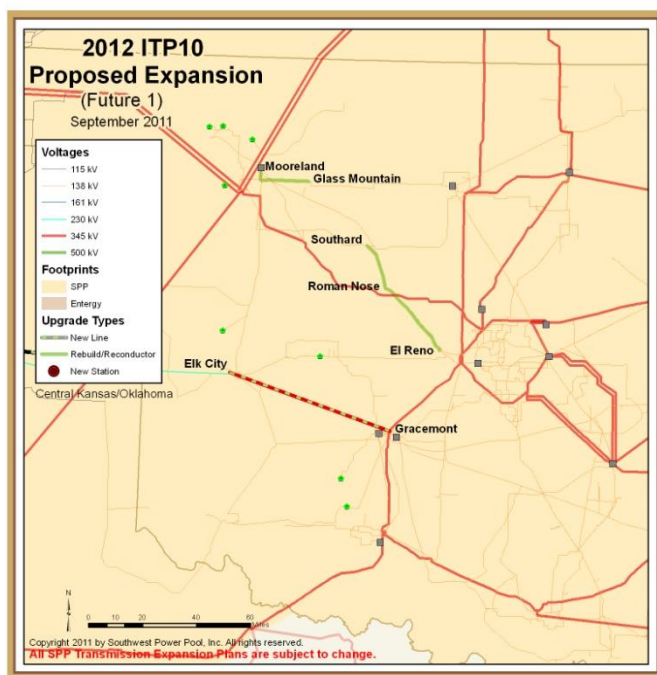 2012 ITP10
Proposed Expansion
(Future 1)
September 2011
Voltages
115 kV
138 kV
161 kV
230 kV
345 kV
500 kV
Footprints
SPP
Entergy
Upgrade Types
New Line
Rebuild/Reconductor
New Station
Central Kansas/Oklahoma
Mooreland
Glass Mountain
Southard
Roman Nose
El Reno
Elk City
Gracemont
N
0 10 20 40 60
Miles
Copyright 2011 by Southwest Power Pool, Inc. All rights reserved.
All SPP Transmission Expansion Plans are subject to change.